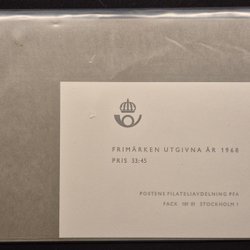 FRIMÄRKEN UTGIVNA ÅR 1968
PRIS 33:45
POSTENS FILATELIAVDELNING PFA
FACK 101 10 STOCKHOLM 1